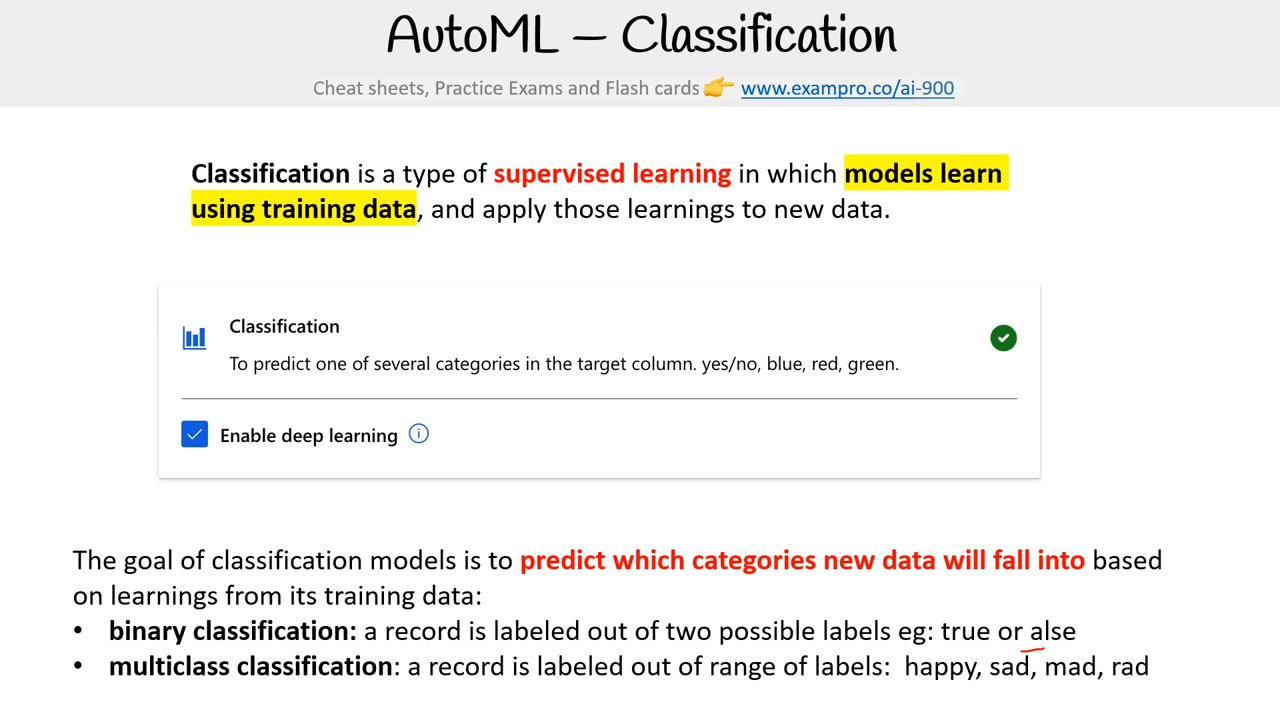 AutoML – Classification
Cheat sheets, Practice Exams and Flash cards 👉 www.exampro.co/ai-900
Classification is a type of supervised learning in which models learn
using training data, and apply those learnings to new data.
Classification
To predict one of several categories in the target column. yes/no, blue, red, green.
Enable deep learning
The goal of classification models is to predict which categories new data will fall into based
on learnings from its training data:
• binary classification: a record is labeled out of two possible labels eg: true or alse
• multiclass classification: a record is labeled out of range of labels: happy, sad, mad, rad